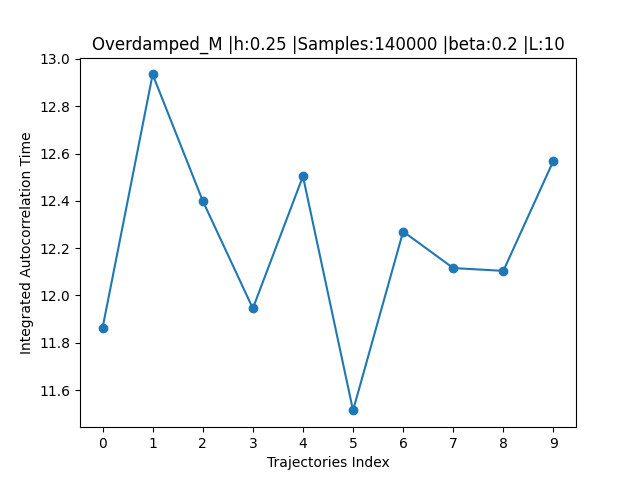 Overdamped_M |h:0.25 |Samples:140000 |beta:0.2 |L:10
Integrated Autocorrelation Time
13.0
12.8
12.6
12.4
12.2
12.0
11.8
11.6
0 1 2 3 4 5 6 7 8 9
Trajectories Index